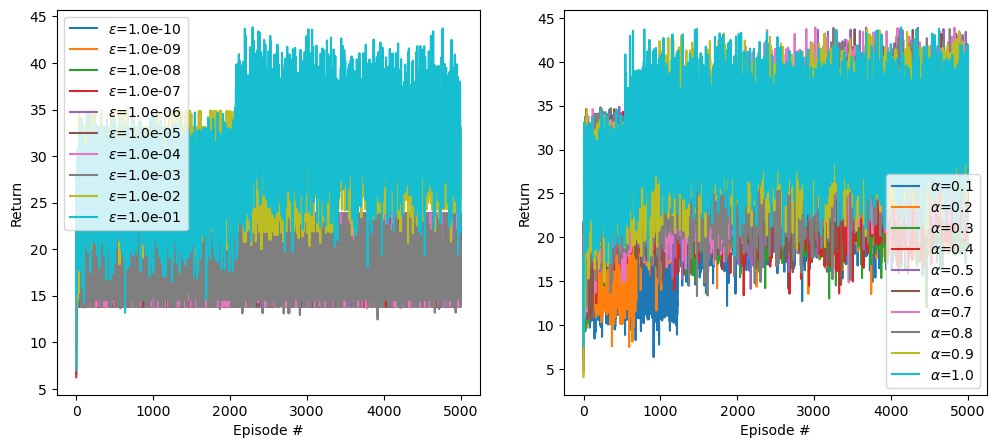 45
40
35
30
25
20
15
10
5
Return
0
1000
2000
3000
4000
5000
Episode #
ε=1.0e-10
ε=1.0e-09
ε=1.0e-08
ε=1.0e-07
ε=1.0e-06
ε=1.0e-05
ε=1.0e-04
ε=1.0e-03
ε=1.0e-02
ε=1.0e-01
45
40
35
30
25
20
15
10
5
Return
0
1000
2000
3000
4000
5000
Episode #
α=0.1
α=0.2
α=0.3
α=0.4
α=0.5
α=0.6
α=0.7
α=0.8
α=0.9
α=1.0